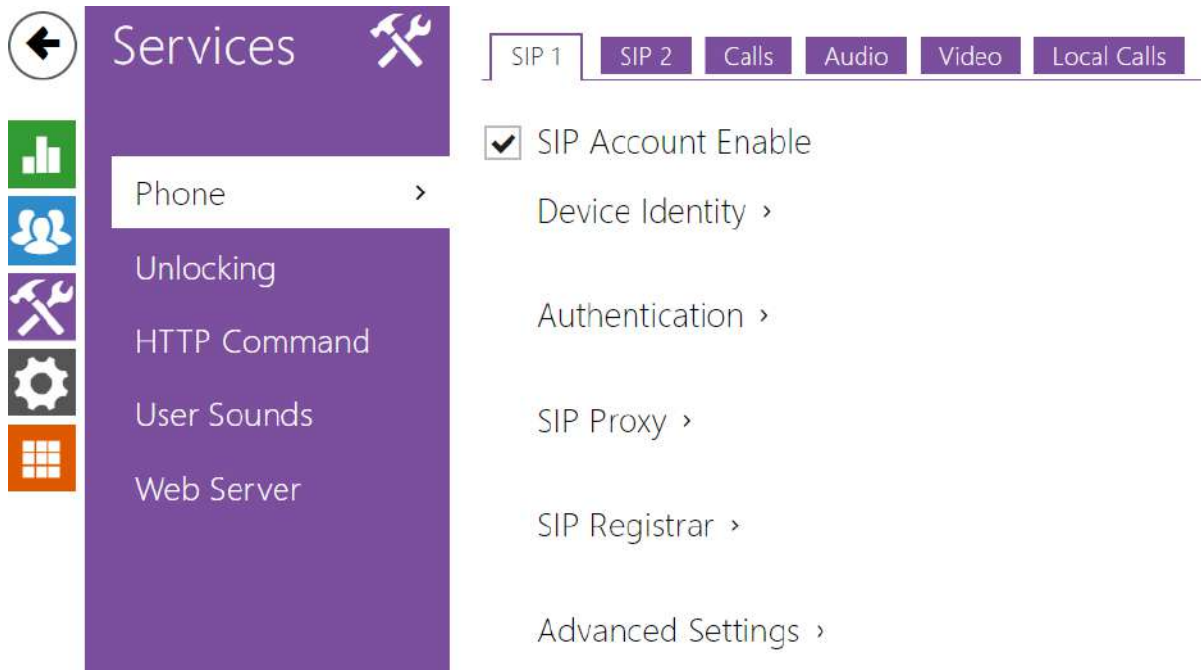 Services
Phone
Unlocking
HTTP Command
User Sounds
Web Server
SIP 1 SIP 2 Calls Audio Video Local Calls
SIP Account Enable
Device Identity ›
Authentication ›
SIP Proxy ›
SIP Registrar ›
Advanced Settings ›